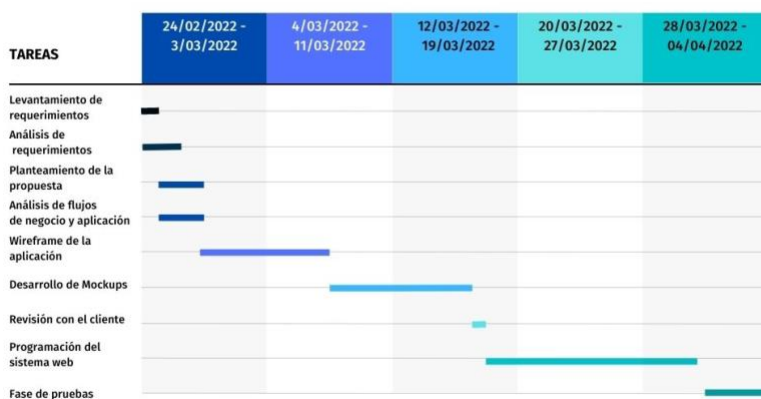 24/02/2022 -
3/03/2022
4/03/2022 -
11/03/2022
12/03/2022 -
19/03/2022
20/03/2022 -
27/03/2022
28/03/2022 -
04/04/2022
TAREAS
Levantamiento de
requerimientos
Análisis de
requerimientos
Planteamiento de la
propuesta
Análisis de flujos
de negocio y aplicación
Wireframe de la
aplicación
Desarrollo de Mockups
Revisión con el cliente
Programación del
sistema web
Fase de pruebas